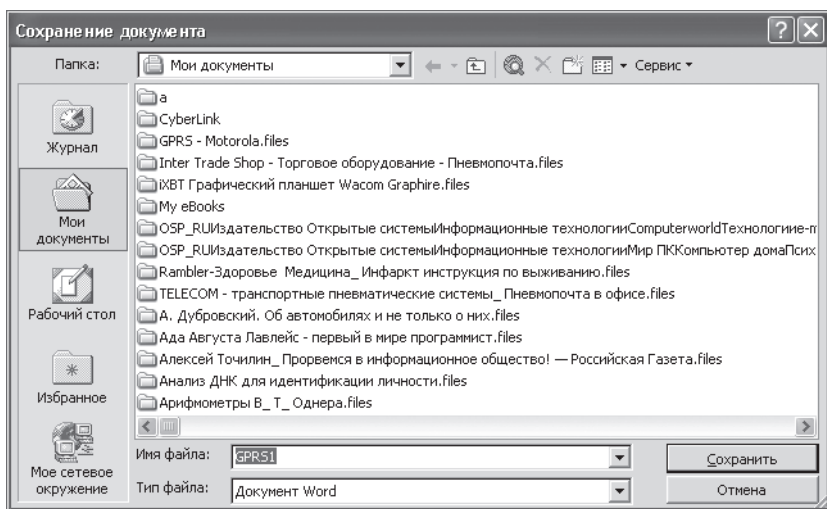 Сохранение документа
Папка: Мои документы Сервис
Журнал
Мои
документы
Рабочий стол
Избранное
Мое сетевое
окружение
a
CyberLink
GPRS - Motorola.files
Inter Trade Shop - Торговое оборудование - Пневмопочта.files
iXBT Графический планшет Wacom Graphire.files
My eBooks
OSP_RUИздательство Открытые системыИнформационные технологииComputerworldТехнологиие-m
OSP_RUИздательство Открытые системыИнформационные технологииМир ПККомпьютер домаПсих
Rambler-Здоровье Медицина_ Инфаркт инструкция по выживанию.files
TELECOM - транспортные пневматические системы_ Пневмопочта в офисе.files
А. Дубровский. Об автомобилях и не только о них.files
Ада Августа Лавлейс - первый в мире программист.files
Алексей Точилин_ Прорвемся в информационное общество! — Российская Газета.files
Анализ ДНК для идентификации личности.files
Арифмометры В_ Т_ Однера.files
Имя файла: GPRS1 Сохранить
Тип файла: Документ Word Отмена